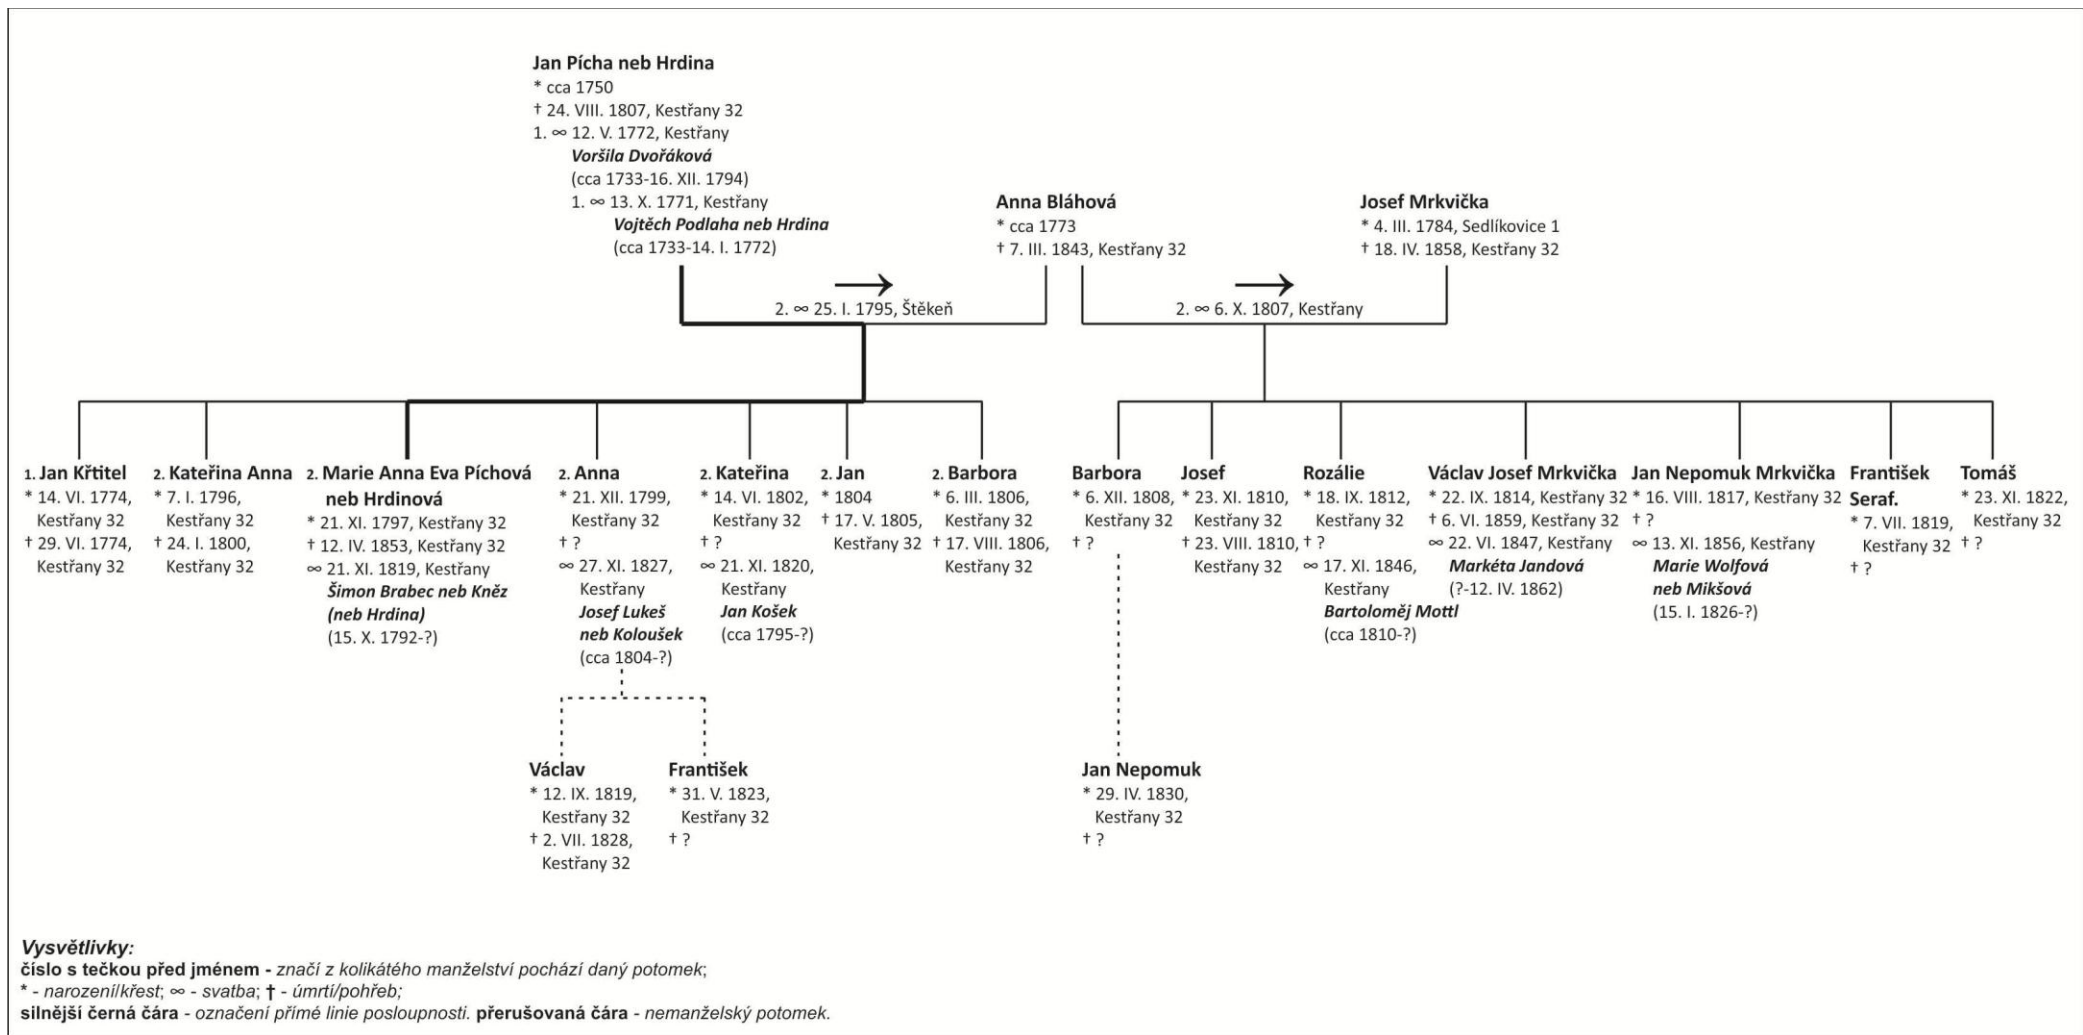 Jan Pícha neb Hrdina
* cca 1750
† 24. VIII. 1807, Kestřany 32
1. ∞ 12. V. 1772, Kestřany
Voršila Dvořáková
(cca 1733-16. XII. 1794)
1. ∞ 13. X. 1771, Kestřany
Vojtěch Podlaha neb Hrdina
(cca 1733-14. I. 1772)
Anna Bláhová
* cca 1773
† 7. III. 1843, Kestřany 32
Josef Mrkvička
* 4. III. 1784, Sedlíkovice 1
† 18. IV. 1858, Kestřany 32
2. ∞ 25. I. 1795, Štěkeň
2. ∞ 6. X. 1807, Kestřany
1. Jan Křtitel
* 14. VI. 1774,
Kestřany 32
† 29. VI. 1774,
Kestřany 32
2. Kateřina Anna
* 7. I. 1796,
Kestřany 32
† 24. I. 1800,
Kestřany 32
2. Marie Anna Eva Píchová
neb Hrdinová
* 21. XI. 1797, Kestřany 32
† 12. IV. 1853, Kestřany 32
∞ 21. XI. 1819, Kestřany
Šimon Brabec neb Kněz
(neb Hrdina)
(15. X. 1792-?)
2. Anna
* 21. XII. 1799,
Kestřany 32
† ?
∞ 27. XI. 1827,
Kestřany
Josef Lukeš
neb Koloušek
(cca 1804-?)
2. Kateřina
* 14. VI. 1802,
Kestřany 32
† ?
∞ 21. XI. 1820,
Kestřany
Jan Košek
(cca 1795-?)
2. Jan
* 1804
† 17. V. 1805,
Kestřany 32
2. Barbora
* 6. III. 1806,
Kestřany 32
† 17. VIII. 1806,
Kestřany 32
Barbora
* 6. XII. 1808,
Kestřany 32
† ?
Josef
* 23. XI. 1810,
Kestřany 32
† 23. VIII. 1810,
Kestřany 32
Rozálie
* 18. IX. 1812,
Kestřany 32
† ?
∞ 17. XI. 1846,
Kestřany
Bartoloměj Mottl
(cca 1810-?)
Václav Josef Mrkvička
* 22. IX. 1814, Kestřany 32
† 6. VI. 1859, Kestřany 32
∞ 22. VI. 1847, Kestřany
Markéta Jandová
(?-12. IV. 1862)
Jan Nepomuk Mrkvička
* 16. VIII. 1817, Kestřany 32
† ?
∞ 13. XI. 1856, Kestřany
Marie Wolfová
neb Mikšová
(15. I. 1826-?)
František
Seraf.
* 7. VII. 1819,
Kestřany 32
† ?
Tomáš
* 23. XI. 1822,
Kestřany 32
† ?
Václav
* 12. IX. 1819,
Kestřany 32
† 2. VII. 1828,
Kestřany 32
František
* 31. V. 1823,
Kestřany 32
† ?
Jan Nepomuk
* 29. IV. 1830,
Kestřany 32
† ?
Vysvětlivky:
číslo s tečkou před jménem - značí z kolikátého manželství pochází daný potomek;
* - narození/křest; ∞ - svatba; † - úmrtí/pohřeb;
silnější černá čára - označení přímé linie posloupnosti. přerušovaná čára - nemanželský potomek.